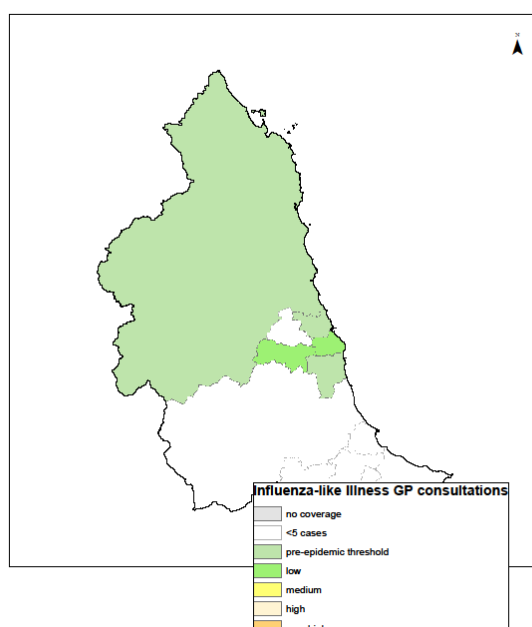 N
Influenza-like Illness GP consultations
no coverage
<5 cases
pre-epidemic threshold
low
medium
high